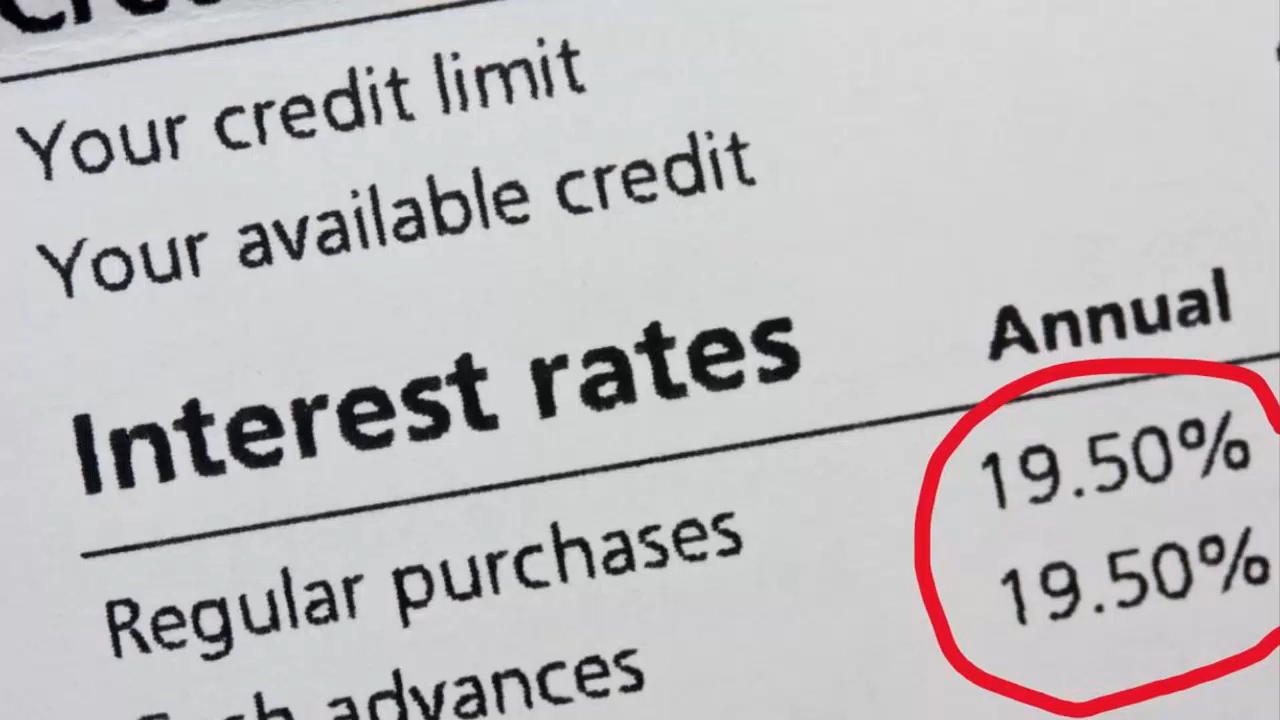 Your credit limit
Your available credit
Interest rates Annual
Regular purchases 19.50%
advances 19.50%